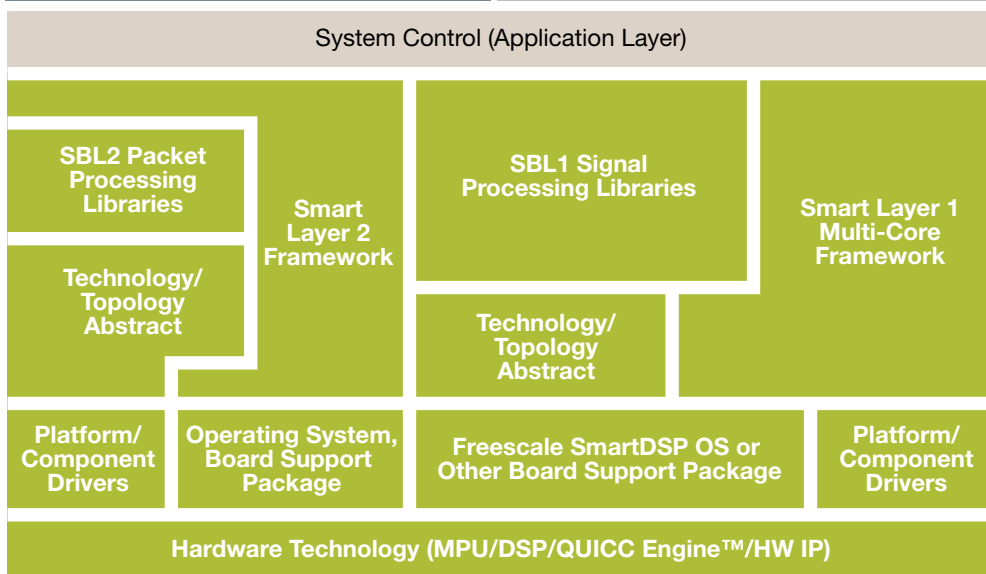 System Control (Application Layer)
SBL2 Packet
Processing
Libraries
Smart
Layer 2
Framework
SBL1 Signal
Processing Libraries
Smart Layer 1
Multi-Core
Framework
Technology/
Topology
Abstract
Technology/
Topology
Abstract
Platform/
Component
Drivers
Operating System,
Board Support
Package
Freescale SmartDSP OS or
Other Board Support Package
Platform/
Component
Drivers
Hardware Technology (MPU/DSP/QUICC Engine™/HW IP)